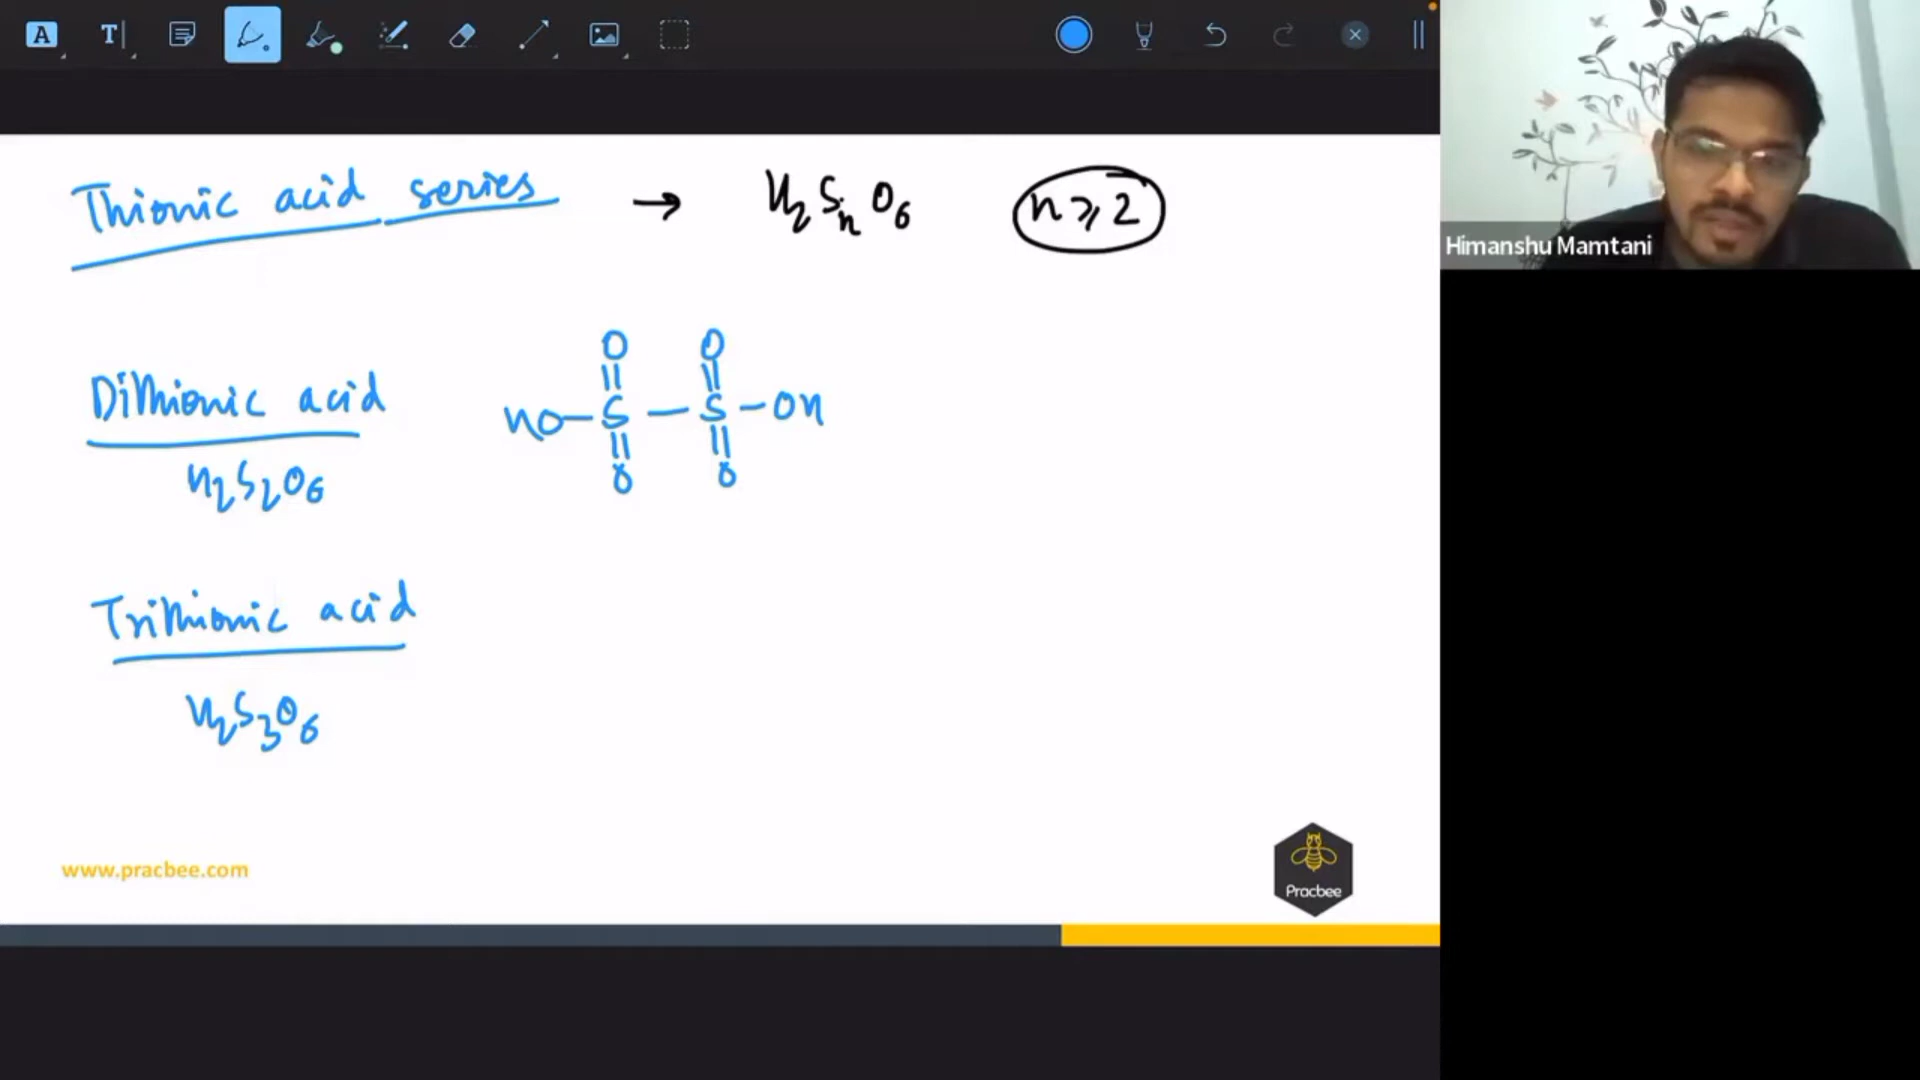 A T
Thionic acid series → H₂SₙO₆ n ⩾ 2
Himanshu Mamtani
O O
HO-S-S-OH
O O
Dithionic acid
H₂S₂O₆
Trithionic acid
H₂S₃O₆
www.pracbee.com
Pracbee